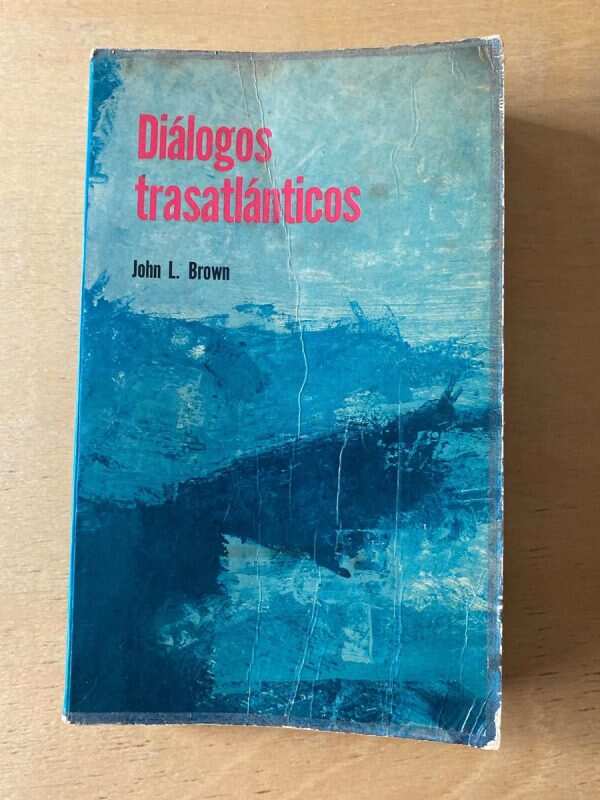 Diálogos
trasatlánticos
John L. Brown